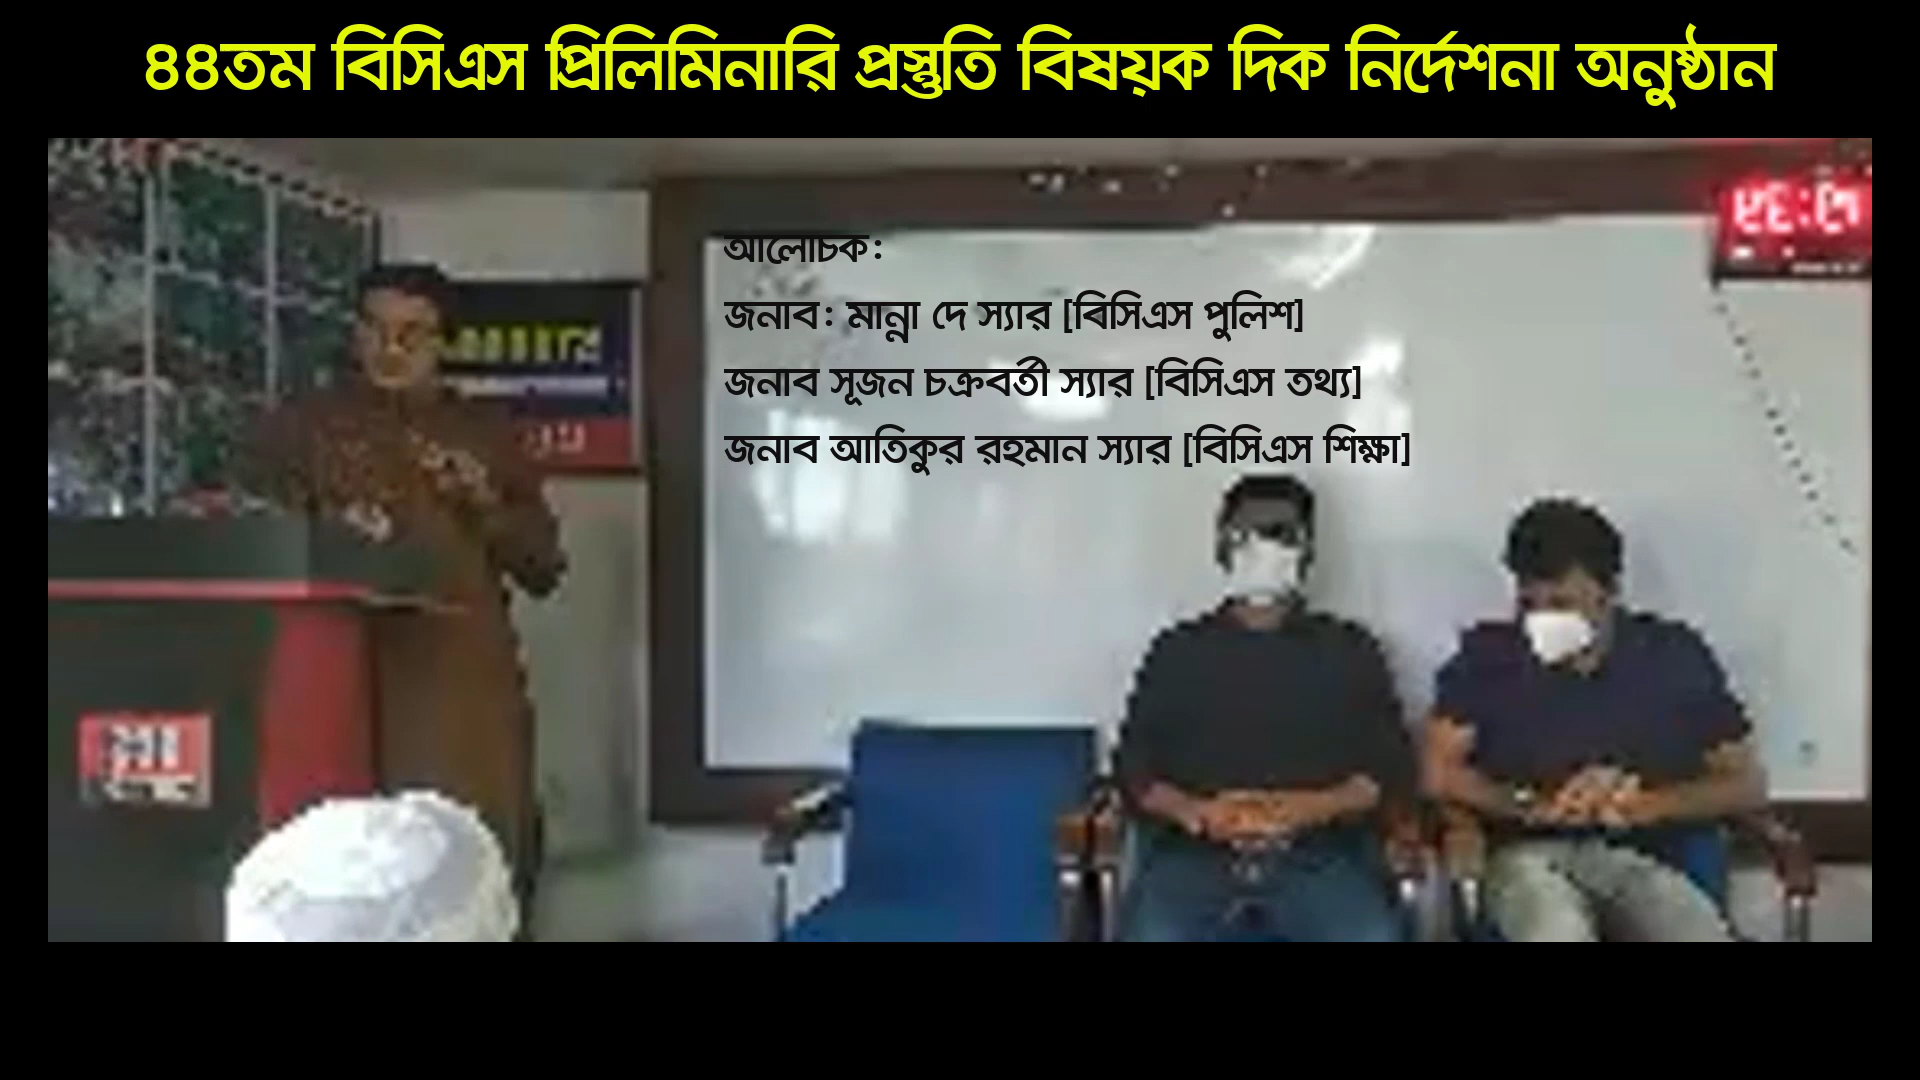 ৪৪তম বিসিএস প্রিলিমিনারি প্রস্তুতি বিষয়ক দিক নির্দেশনা অনুষ্ঠান
আলোচক:
জনাব: মান্না দে স্যার [বিসিএস পুলিশ]
জনাব সূজন চক্রবর্তী স্যার [বিসিএস তথ্য]
জনাব আতিকুর রহমান স্যার [বিসিএস শিক্ষা]